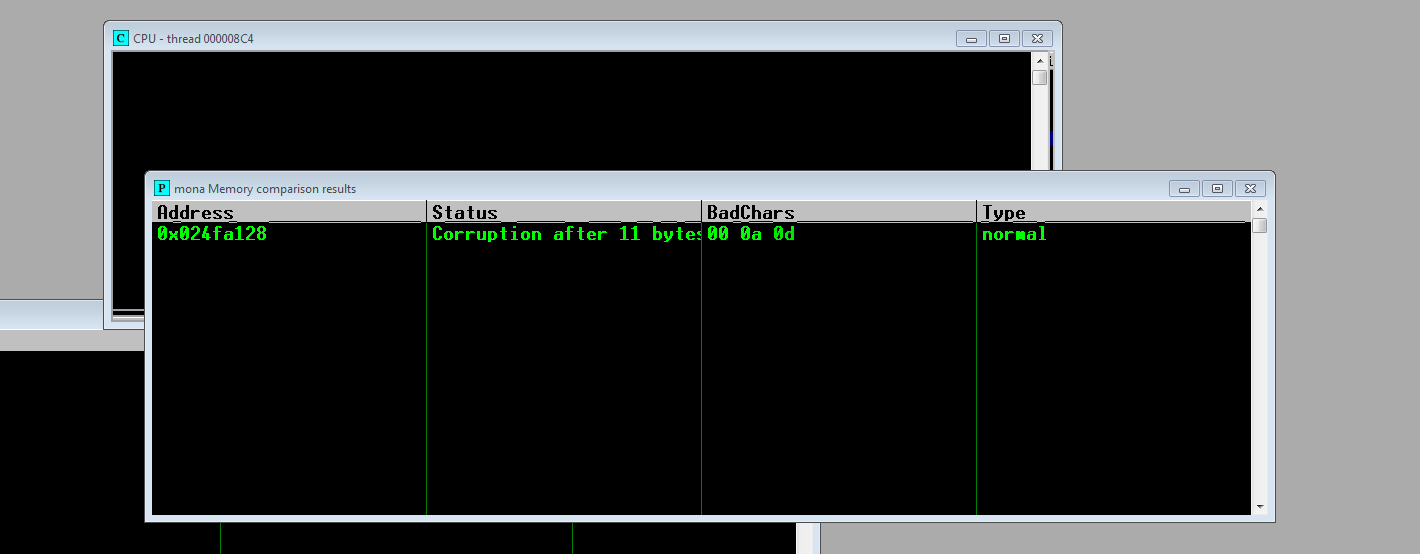 C CPU - thread 000008C4
P mona Memory comparison results
Address Status BadChars Type
0x024fa128 Corruption after 11 bytes 00 0a 0d normal